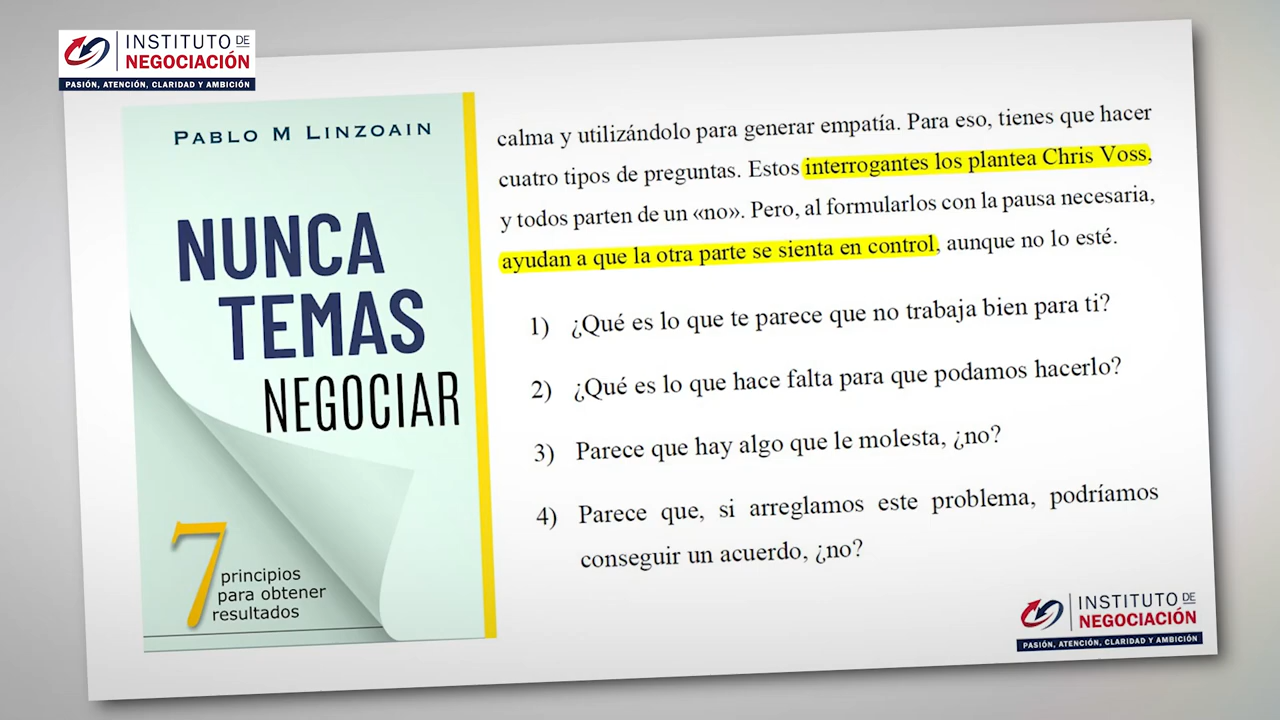 INSTITUTO DE
NEGOCIACIÓN
PASIÓN, ATENCIÓN, CLARIDAD Y AMBICIÓN
PABLO M LINZOAIN
NUNCA
TEMAS
NEGOCIAR
7
principios
para obtener
resultados
calma y utilizándolo para generar empatía. Para eso, tienes que hacer
cuatro tipos de preguntas. Estos interrogantes los plantea Chris Voss,
y todos parten de un «no». Pero, al formularlos con la pausa necesaria,
ayudan a que la otra parte se sienta en control, aunque no lo esté.
1) ¿Qué es lo que te parece que no trabaja bien para ti?
2) ¿Qué es lo que hace falta para que podamos hacerlo?
3) Parece que hay algo que le molesta, ¿no?
4) Parece que, si arreglamos este problema, podríamos
conseguir un acuerdo, ¿no?
INSTITUTO DE
NEGOCIACIÓN
PASIÓN, ATENCIÓN, CLARIDAD Y AMBICIÓN